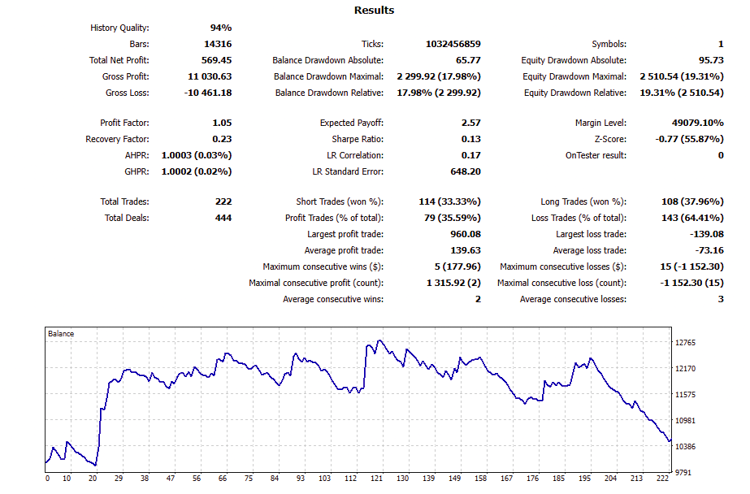 Results
History Quality: 94%
Bars: 14316 Ticks: 1032456859 Symbols: 1
Total Net Profit: 569.45 Balance Drawdown Absolute: 65.77 Equity Drawdown Absolute: 95.73
Gross Profit: 11 030.63 Balance Drawdown Maximal: 2 299.92 (17.98%) Equity Drawdown Maximal: 2 510.54 (19.31%)
Gross Loss: -10 461.18 Balance Drawdown Relative: 17.98% (2 299.92) Equity Drawdown Relative: 19.31% (2 510.54)
Profit Factor: 1.05 Expected Payoff: 2.57 Margin Level: 49079.10%
Recovery Factor: 0.23 Sharpe Ratio: 0.13 Z-Score: -0.77 (55.87%)
AHPR: 1.0003 (0.03%) LR Correlation: 0.17 OnTester result: 0
GHPR: 1.0002 (0.02%) LR Standard Error: 648.20
Total Trades: 222 Short Trades (won %): 114 (33.33%) Long Trades (won %): 108 (37.96%)
Total Deals: 444 Profit Trades (% of total): 79 (35.59%) Loss Trades (% of total): 143 (64.41%)
Largest profit trade: 960.08 Largest loss trade: -139.08
Average profit trade: 139.63 Average loss trade: -73.16
Maximum consecutive wins ($): 5 (177.96) Maximum consecutive losses ($): 15 (-1 152.30)
Maximal consecutive profit (count): 1 315.92 (2) Maximal consecutive loss (count): -1 152.30 (15)
Average consecutive wins: 2 Average consecutive losses: 3
Balance
12765
12170
11575
10981
10386
9791
0 10 20 29 38 47 56 66 75 84 93 103 112 121 130 139 149 158 167 176 185 195 204 213 222